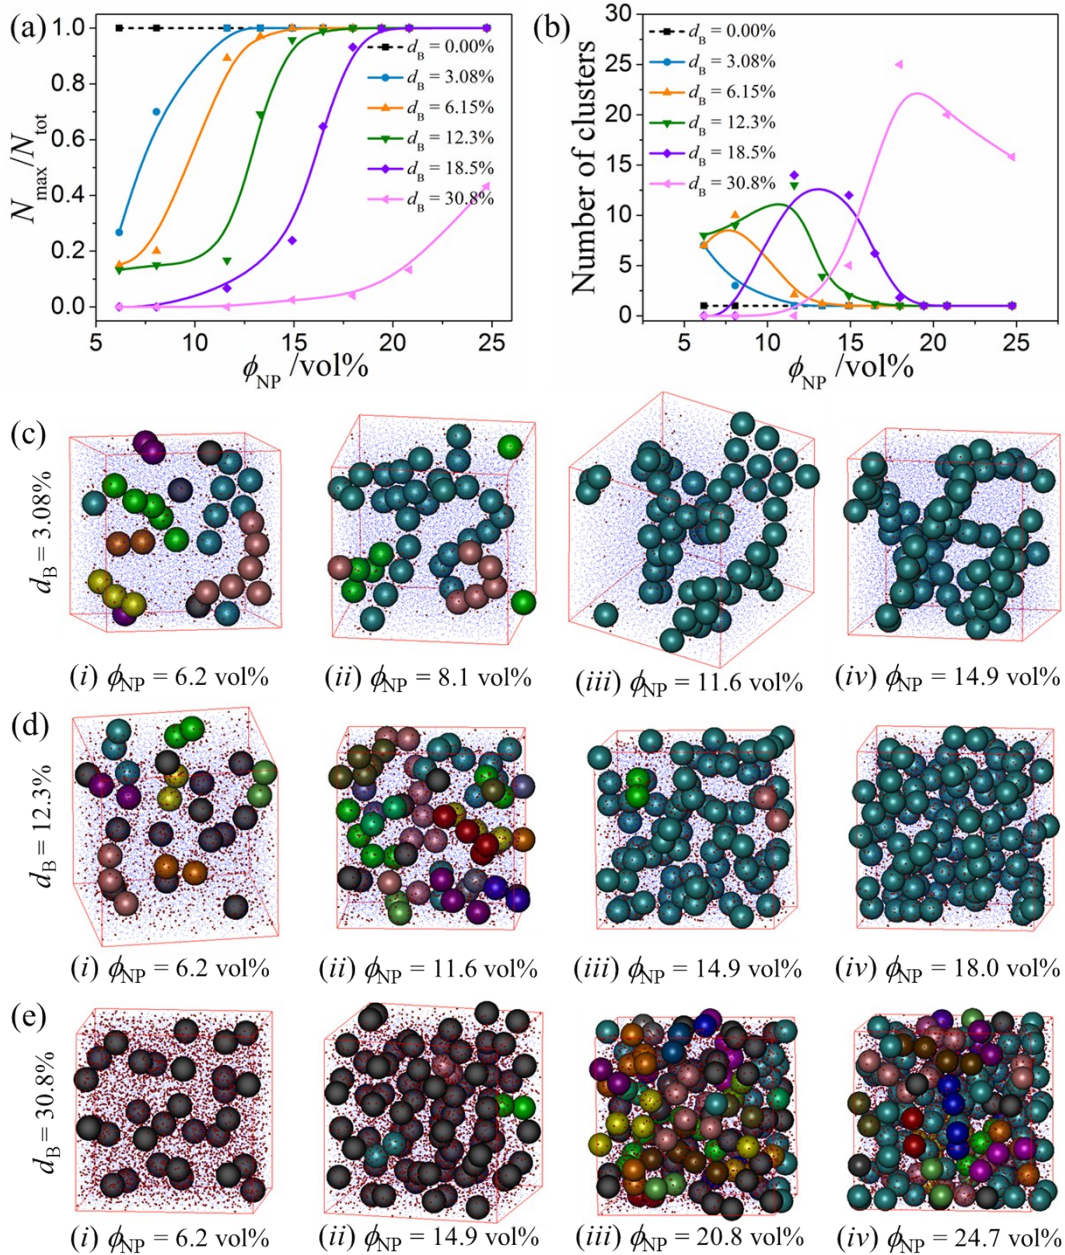 (a)
1.0
0.8
0.6
0.4
0.2
0.0
N_max/N_tot
d_B = 0.00%
d_B = 3.08%
d_B = 6.15%
d_B = 12.3%
d_B = 18.5%
d_B = 30.8%
5 10 15 20 25
ϕ_NP /vol%
(b)
30
25
20
15
10
5
0
Number of clusters
d_B = 0.00%
d_B = 3.08%
d_B = 6.15%
d_B = 12.3%
d_B = 18.5%
d_B = 30.8%
5 10 15 20 25
ϕ_NP /vol%
(c)
d_B = 3.08%
(i) ϕ_NP = 6.2 vol%
(ii) ϕ_NP = 8.1 vol%
(iii) ϕ_NP = 11.6 vol%
(iv) ϕ_NP = 14.9 vol%
(d)
d_B = 12.3%
(i) ϕ_NP = 6.2 vol%
(ii) ϕ_NP = 11.6 vol%
(iii) ϕ_NP = 14.9 vol%
(iv) ϕ_NP = 18.0 vol%
(e)
d_B = 30.8%
(i) ϕ_NP = 6.2 vol%
(ii) ϕ_NP = 14.9 vol%
(iii) ϕ_NP = 20.8 vol%
(iv) ϕ_NP = 24.7 vol%